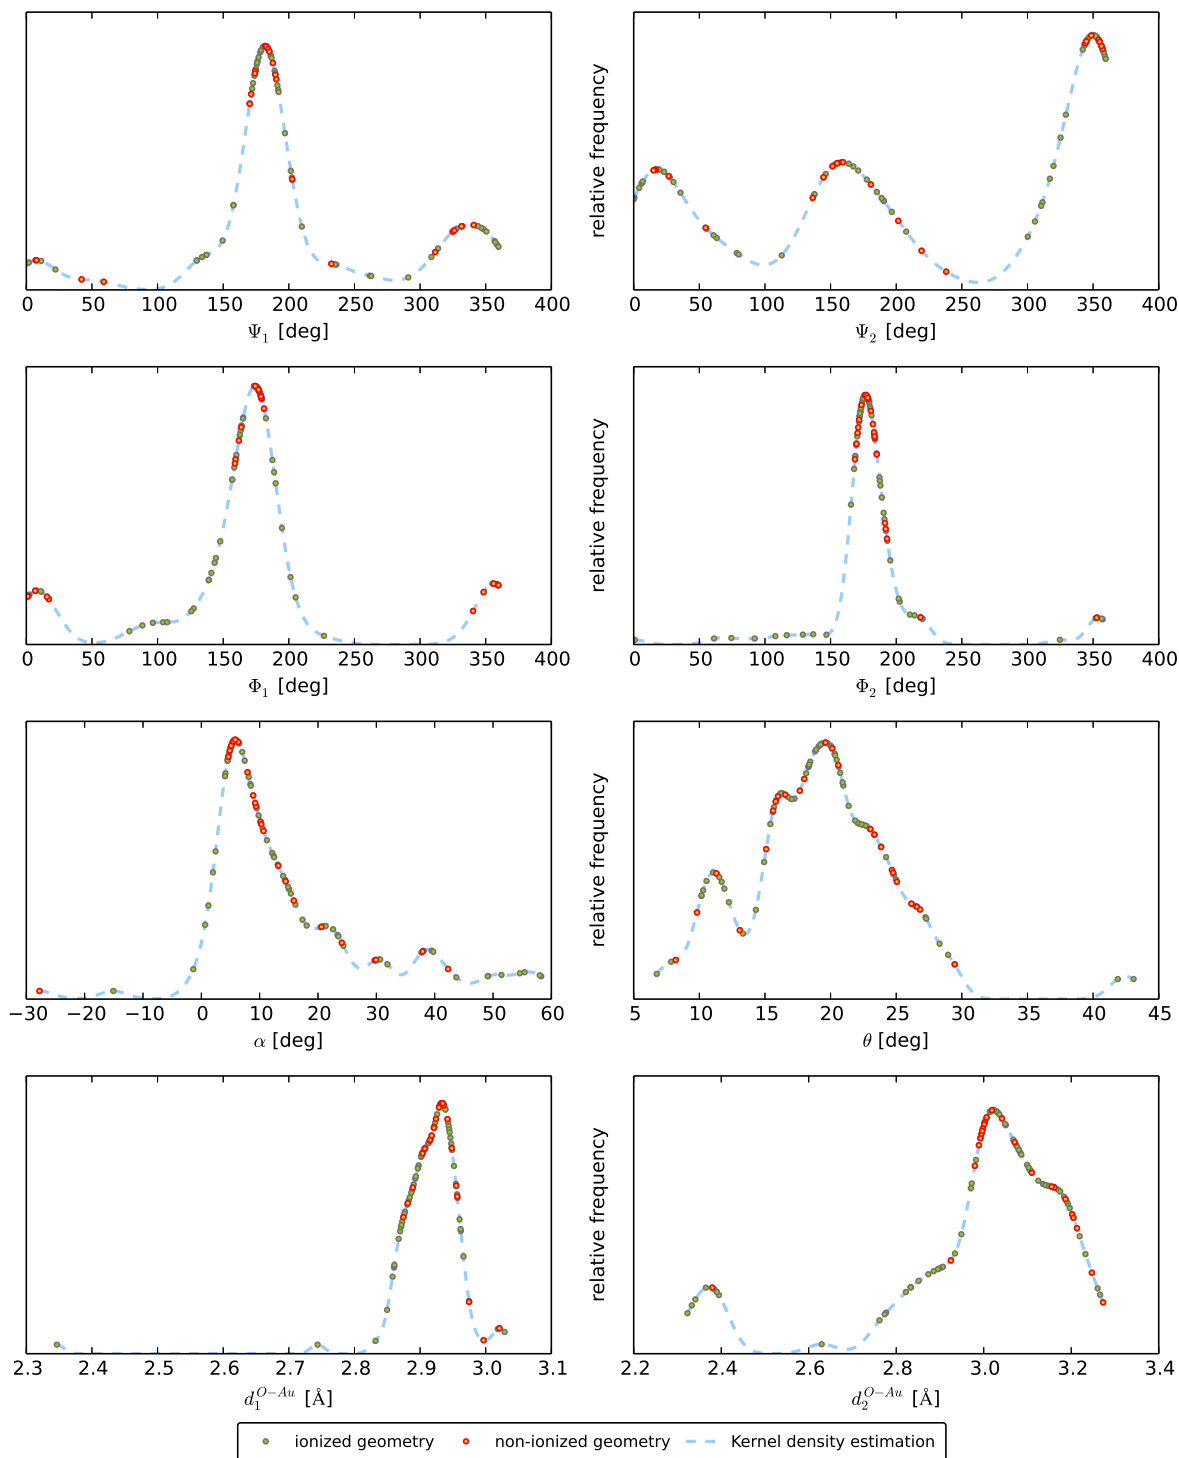 relative frequency
0 50 100 150 200 250 300 350 400
Ψ₁ [deg]
0 50 100 150 200 250 300 350 400
Ψ₂ [deg]
relative frequency
0 50 100 150 200 250 300 350 400
Φ₁ [deg]
0 50 100 150 200 250 300 350 400
Φ₂ [deg]
relative frequency
−30 −20 −10 0 10 20 30 40 50 60
α [deg]
5 10 15 20 25 30 35 40 45
θ [deg]
relative frequency
2.3 2.4 2.5 2.6 2.7 2.8 2.9 3.0 3.1
d₁^{O−Au} [Å]
2.2 2.4 2.6 2.8 3.0 3.2 3.4
d₂^{O−Au} [Å]
ionized geometry non-ionized geometry Kernel density estimation